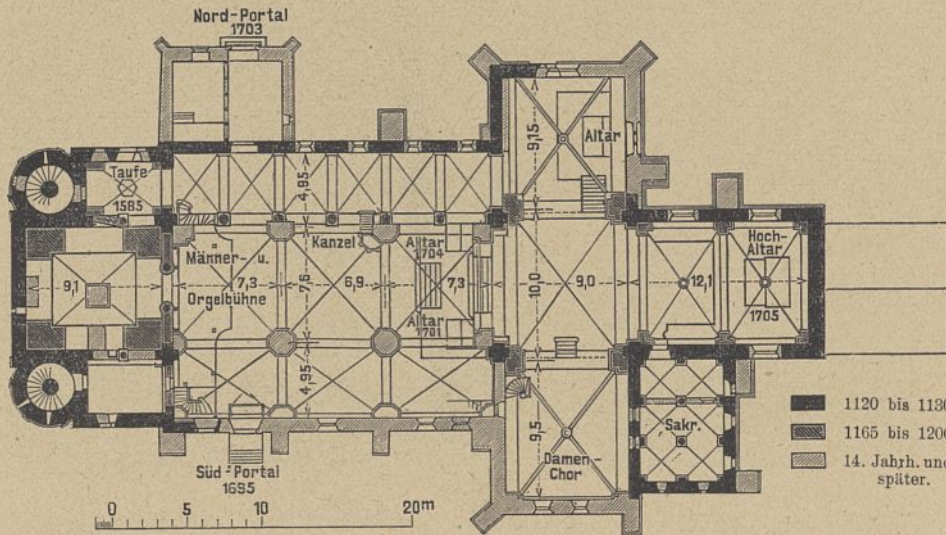 Nord-Portal
1703
Taufe
1585
4,95
9,15
Altar
Männer- u.
Orgelbühne
Kanzel
Altar
1704
Hoch-
Altar
9,1
7,3
7,6
6,9
7,3
10,0
9,0
12,1
1705
Altar
1701
4,95
9,5
Damen-
Chor
Sakr.
Süd-Portal
1695
1120 bis 1130
1165 bis 1200
14. Jahrh. und
später.
0 5 10 20m